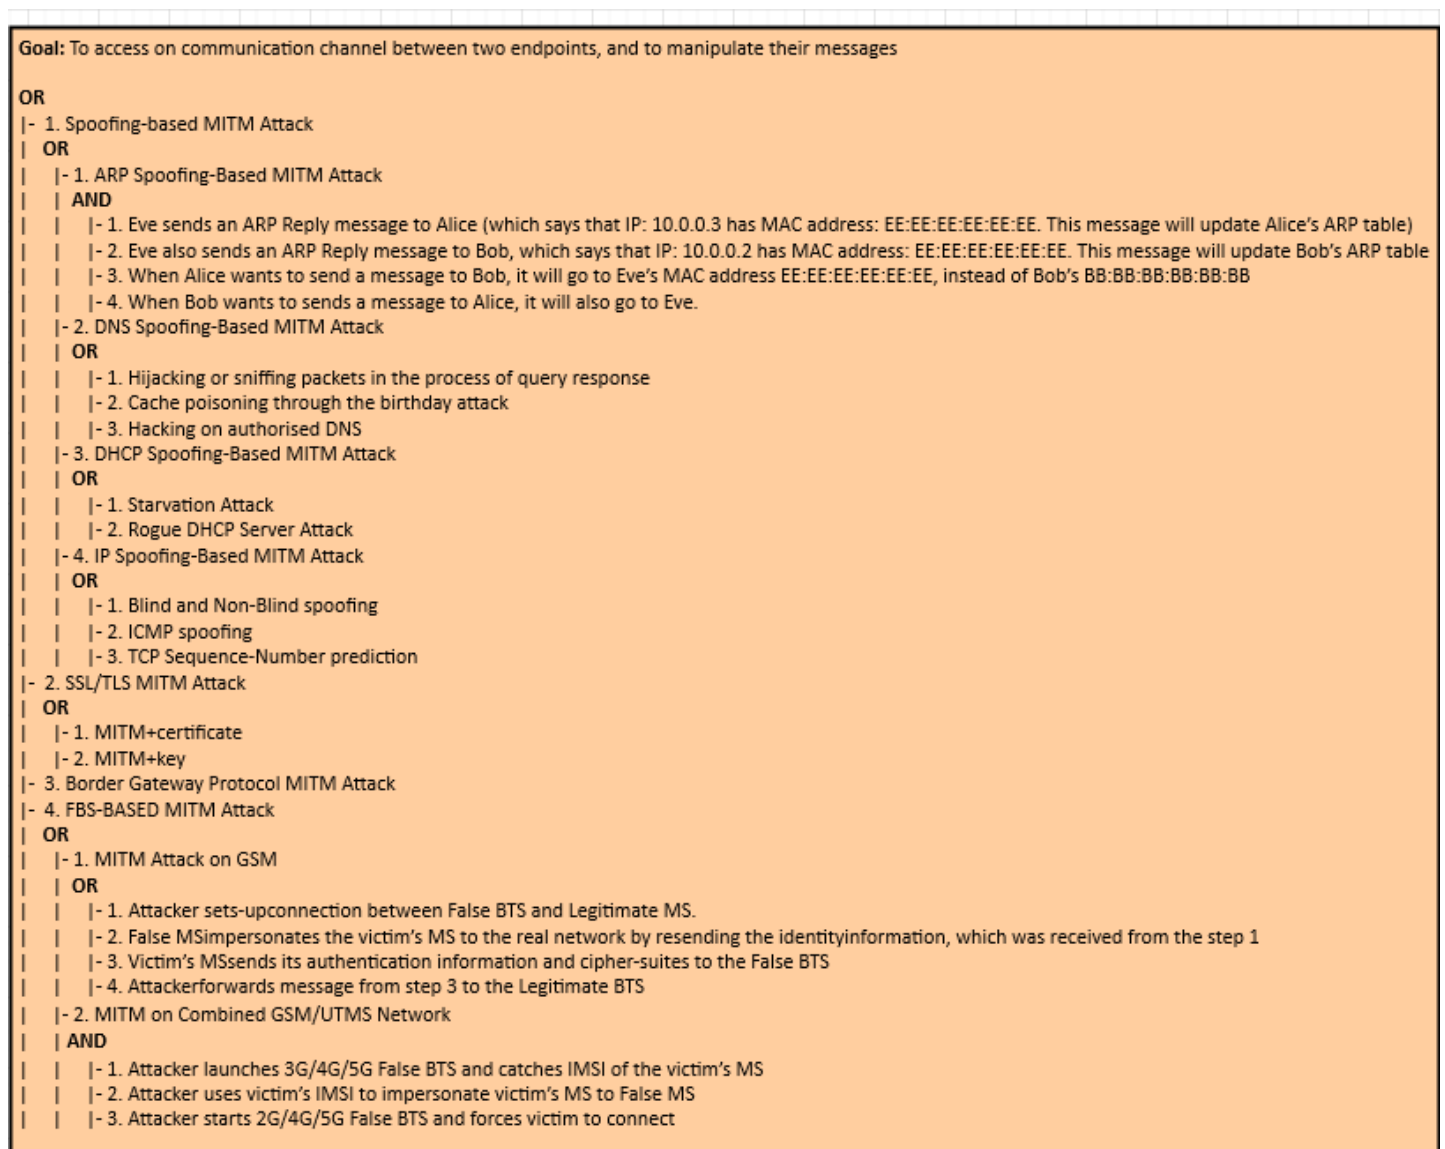 Goal: To access on communication channel between two endpoints, and to manipulate their messages
OR
|- 1. Spoofing-based MITM Attack
| OR
| |- 1. ARP Spoofing-Based MITM Attack
| | AND
| | |- 1. Eve sends an ARP Reply message to Alice (which says that IP: 10.0.0.3 has MAC address: EE:EE:EE:EE:EE:EE. This message will update Alice's ARP table)
| | |- 2. Eve also sends an ARP Reply message to Bob, which says that IP: 10.0.0.2 has MAC address: EE:EE:EE:EE:EE:EE. This message will update Bob's ARP table
| | |- 3. When Alice wants to send a message to Bob, it will go to Eve's MAC address EE:EE:EE:EE:EE:EE, instead of Bob's BB:BB:BB:BB:BB:BB
| | |- 4. When Bob wants to sends a message to Alice, it will also go to Eve.
| |- 2. DNS Spoofing-Based MITM Attack
| | OR
| | |- 1. Hijacking or sniffing packets in the process of query response
| | |- 2. Cache poisoning through the birthday attack
| | |- 3. Hacking on authorised DNS
| |- 3. DHCP Spoofing-Based MITM Attack
| | OR
| | |- 1. Starvation Attack
| | |- 2. Rogue DHCP Server Attack
| |- 4. IP Spoofing-Based MITM Attack
| | OR
| | |- 1. Blind and Non-Blind spoofing
| | |- 2. ICMP spoofing
| | |- 3. TCP Sequence-Number prediction
|- 2. SSL/TLS MITM Attack
| OR
| |- 1. MITM+certificate
| |- 2. MITM+key
|- 3. Border Gateway Protocol MITM Attack
|- 4. FBS-BASED MITM Attack
| OR
| |- 1. MITM Attack on GSM
| | OR
| | |- 1. Attacker sets-upconnection between False BTS and Legitimate MS.
| | |- 2. False MSimpersonates the victim's MS to the real network by resending the identityinformation, which was received from the step 1
| | |- 3. Victim's MSsends its authentication information and cipher-suites to the False BTS
| | |- 4. Attackerforwards message from step 3 to the Legitimate BTS
| |- 2. MITM on Combined GSM/UTMS Network
| | AND
| | |- 1. Attacker launches 3G/4G/5G False BTS and catches IMSI of the victim's MS
| | |- 2. Attacker uses victim's IMSI to impersonate victim's MS to False MS
| | |- 3. Attacker starts 2G/4G/5G False BTS and forces victim to connect